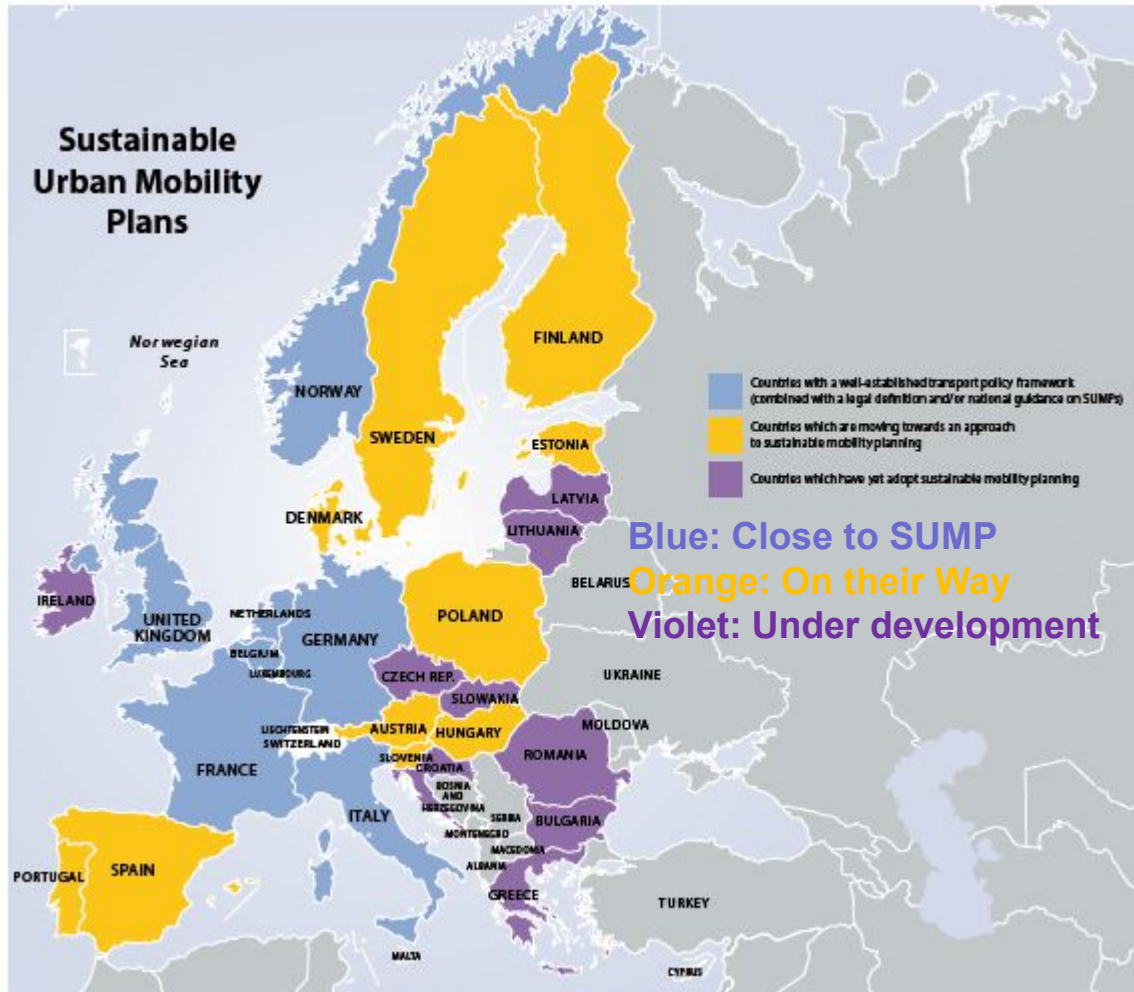 Sustainable
Urban Mobility
Plans
Norwegian
Sea
NORWAY
SWEDEN
FINLAND
Countries with a well-established transport policy framework
(combined with a legal definition and/or national guidance on SUMPs)
Countries which are moving towards an approach
to sustainable mobility planning
Countries which have yet adopt sustainable mobility planning
ESTONIA
LATVIA
LITHUANIA
DENMARK
Blue: Close to SUMP
Orange: On their Way
Violet: Under development
BELARUS
IRELAND
UNITED
KINGDOM
NETHERLANDS
BELGIUM
LUXEMBOURG
GERMANY
POLAND
CZECH REP.
SLOVAKIA
UKRAINE
MOLDOVA
LIECHTENSTEIN
SWITZERLAND
AUSTRIA
HUNGARY
SLOVENIA
CROATIA
ROMANIA
FRANCE
BOSNIA
AND
HERZEGOVINA
SERBIA
ITALY
MONTENEGRO
BULGARIA
MACEDONIA
ALBANIA
PORTUGAL
SPAIN
GREECE
TURKEY
MALTA
CYPRUS